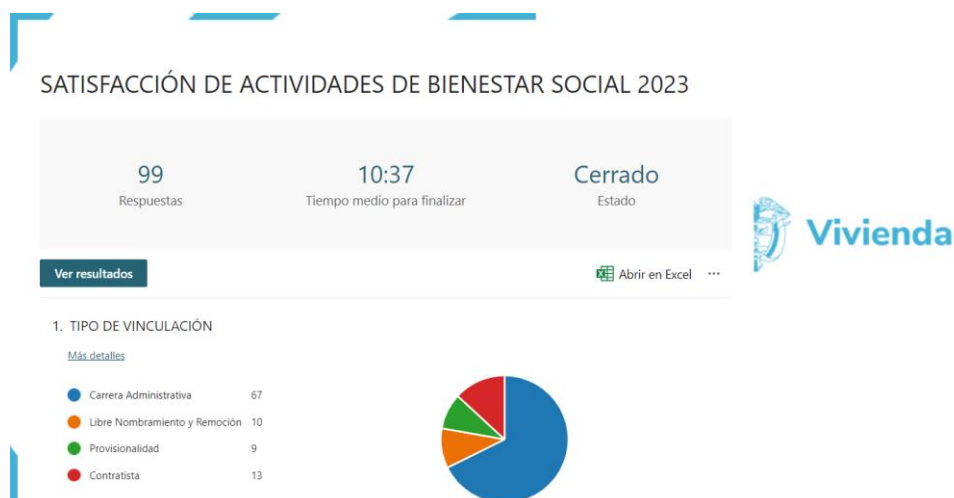 SATISFACCIÓN DE ACTIVIDADES DE BIENESTAR SOCIAL 2023
99
Respuestas
10:37
Tiempo medio para finalizar
Cerrado
Estado
Vivienda
Ver resultados
Abrir en Excel ...
1. TIPO DE VINCULACIÓN
Más detalles
Carrera Administrativa 67
Libre Nombramiento y Remoción 10
Provisionalidad 9
Contratista 13